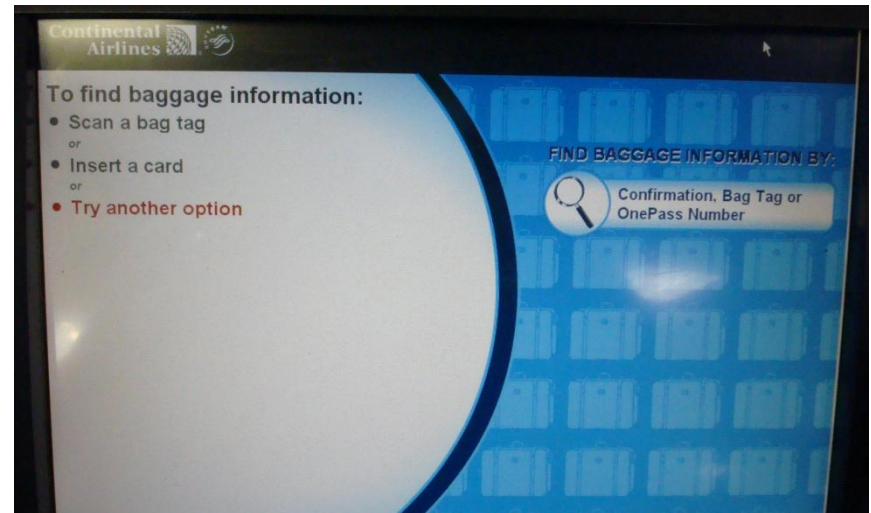 Continental
Airlines
To find baggage information:
• Scan a bag tag
or
• Insert a card
or
• Try another option
FIND BAGGAGE INFORMATION BY:
Confirmation, Bag Tag or
OnePass Number